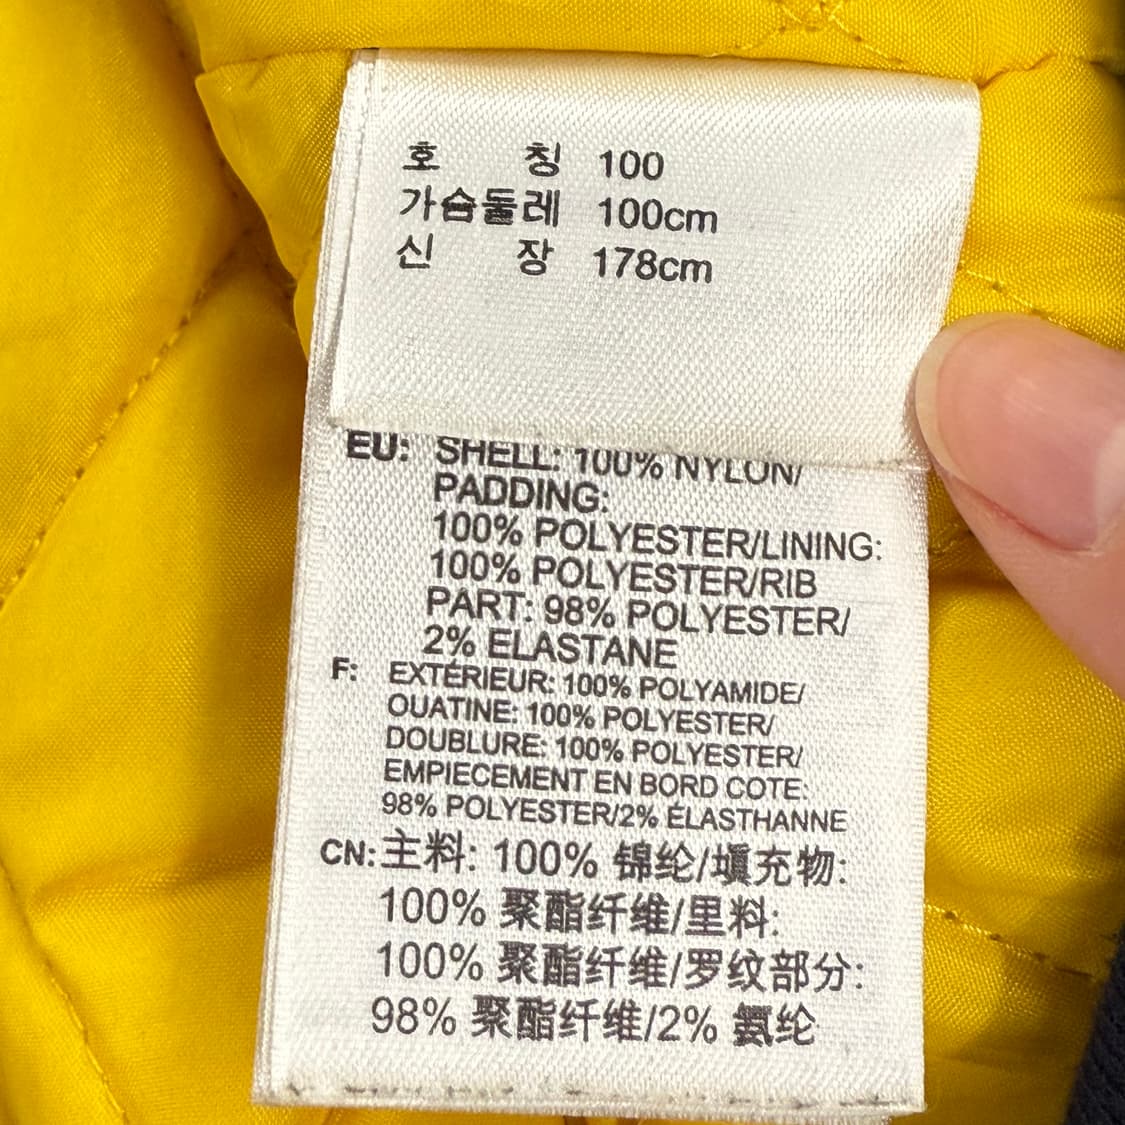 호 칭 100
가슴둘레 100cm
신 장 178cm
EU: SHELL: 100% NYLON/
PADDING:
100% POLYESTER/LINING:
100% POLYESTER/RIB
PART: 98% POLYESTER/
2% ELASTANE
F: EXTÉRIEUR: 100% POLYAMIDE/
OUATINE: 100% POLYESTER/
DOUBLURE: 100% POLYESTER/
EMPIECEMENT EN BORD COTE:
98% POLYESTER/2% ÉLASTHANNE
CN: 主料: 100% 锦纶/填充物:
100% 聚酯纤维/里料:
100% 聚酯纤维/罗纹部分:
98% 聚酯纤维/2% 氨纶